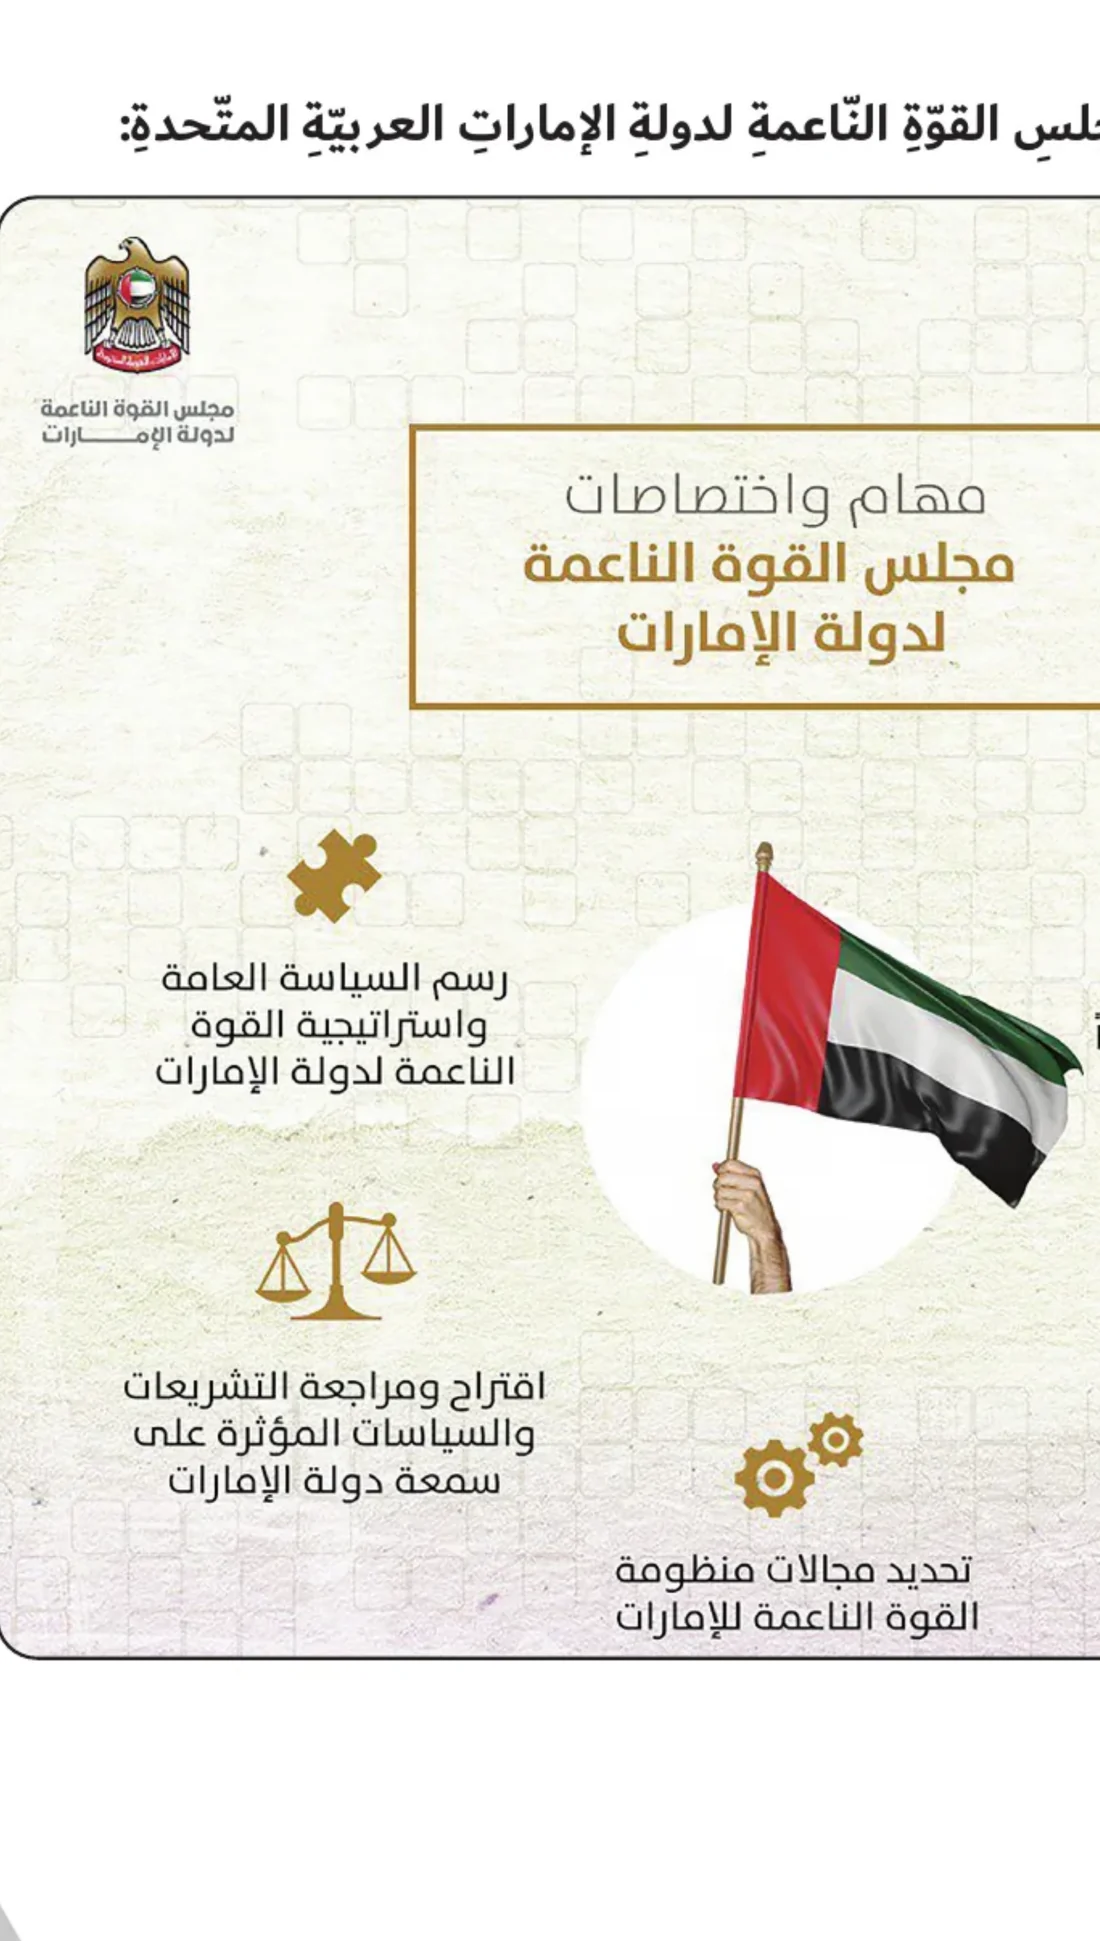 القوّةِ النّاعمةِ لدولةِ الإماراتِ العربيّةِ المتّحدةِ:
مجلس القوة الناعمة
لدولة الإمـــــارات
مهام واختصاصات
مجلس القوة الناعمة
لدولة الإمارات
رسم السياسة العامة
واستراتيجية القوة
الناعمة لدولة الإمارات
اقتراح ومراجعة التشريعات
والسياسات المؤثرة على
سمعة دولة الإمارات
تحديد مجالات منظومة
القوة الناعمة للإمارات